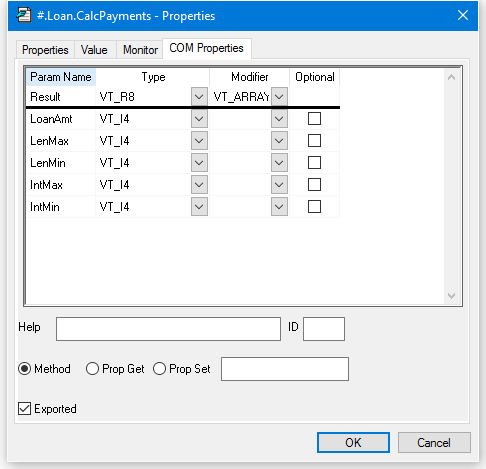 #.Loan.CalcPayments - Properties
Properties Value Monitor COM Properties
Param Name Type Modifier Optional
Result VT_R8 VT_ARRAY
LoanAmt VT_I4
LenMax VT_I4
LenMin VT_I4
IntMax VT_I4
IntMin VT_I4
Help ID
Method Prop Get Prop Set
Exported
OK Cancel